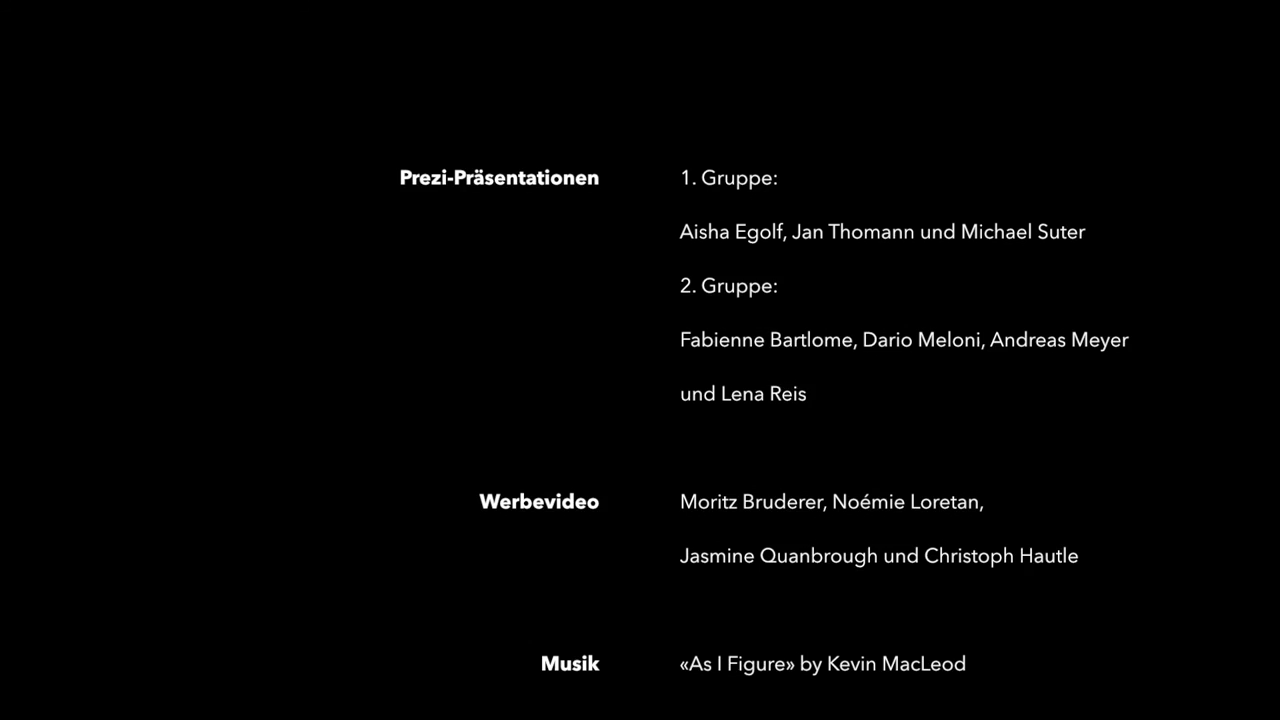 Prezi-Präsentationen 1. Gruppe:
Aisha Egolf, Jan Thomann und Michael Suter
2. Gruppe:
Fabienne Bartlome, Dario Meloni, Andreas Meyer
und Lena Reis
Werbevideo Moritz Bruderer, Noémie Loretan,
Jasmine Quanbrough und Christoph Hautle
Musik «As I Figure» by Kevin MacLeod